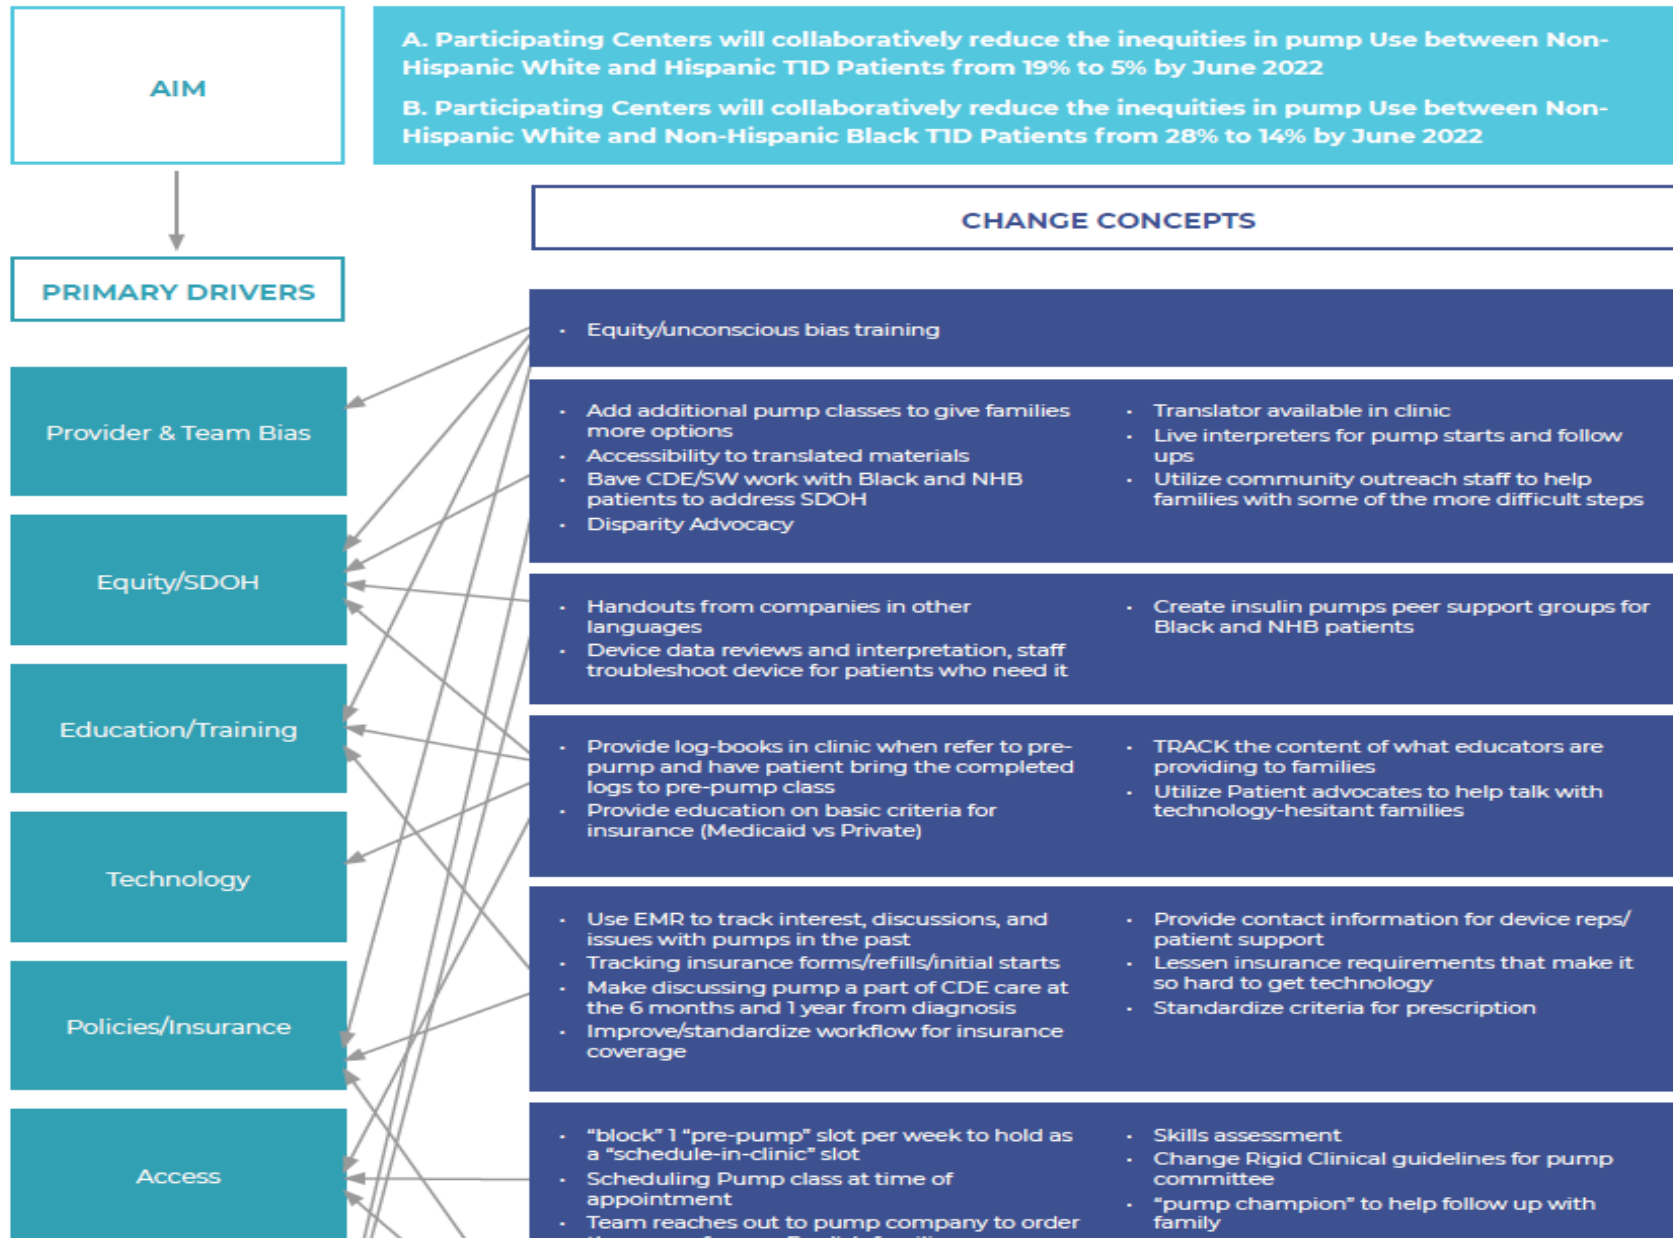 AIM
A. Participating Centers will collaboratively reduce the inequities in pump Use between Non-
Hispanic White and Hispanic T1D Patients from 19% to 5% by June 2022
B. Participating Centers will collaboratively reduce the inequities in pump Use between Non-
Hispanic White and Non-Hispanic Black T1D Patients from 28% to 14% by June 2022
CHANGE CONCEPTS
PRIMARY DRIVERS
Provider & Team Bias
Equity/SDOH
Education/Training
Technology
Policies/Insurance
Access
• Equity/unconscious bias training
• Add additional pump classes to give families
more options
• Accessibility to translated materials
• Bave CDE/SW work with Black and NHB
patients to address SDOH
• Disparity Advocacy
• Translator available in clinic
• Live interpreters for pump starts and follow
ups
• Utilize community outreach staff to help
families with some of the more difficult steps
• Handouts from companies in other
languages
• Device data reviews and interpretation, staff
troubleshoot device for patients who need it
• Create insulin pumps peer support groups for
Black and NHB patients
• Provide log-books in clinic when refer to pre-
pump and have patient bring the completed
logs to pre-pump class
• Provide education on basic criteria for
insurance (Medicaid vs Private)
• TRACK the content of what educators are
providing to families
• Utilize Patient advocates to help talk with
technology-hesitant families
• Use EMR to track interest, discussions, and
issues with pumps in the past
• Tracking insurance forms/refills/initial starts
• Make discussing pump a part of CDE care at
the 6 months and 1 year from diagnosis
• Improve/standardize workflow for insurance
coverage
• Provide contact information for device reps/
patient support
• Lessen insurance requirements that make it
so hard to get technology
• Standardize criteria for prescription
• “block” 1 “pre-pump” slot per week to hold as
a “schedule-in-clinic” slot
• Scheduling Pump class at time of
appointment
• Team reaches out to pump company to order
• Skills assessment
• Change Rigid Clinical guidelines for pump
committee
• “pump champion” to help follow up with
family